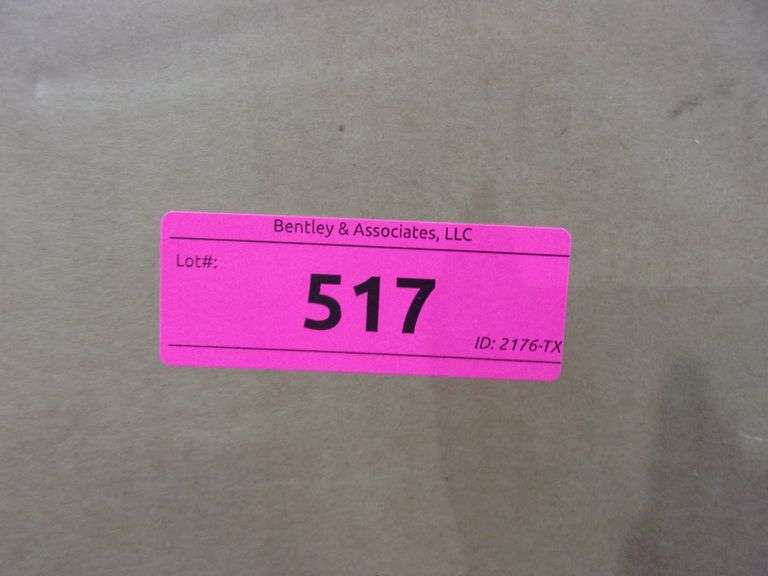 Bentley & Associates, LLC
Lot#:
517
ID: 2176-TX